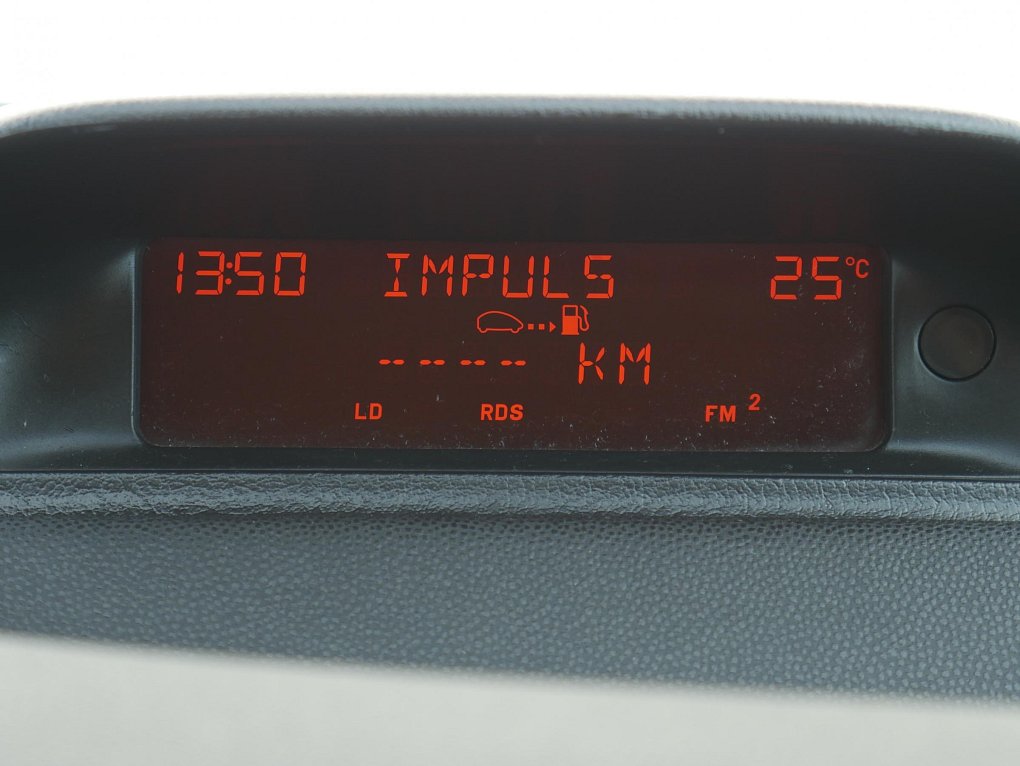 13:50 IMPULS 25°C
-- -- -- -- KM
LD RDS FM 2